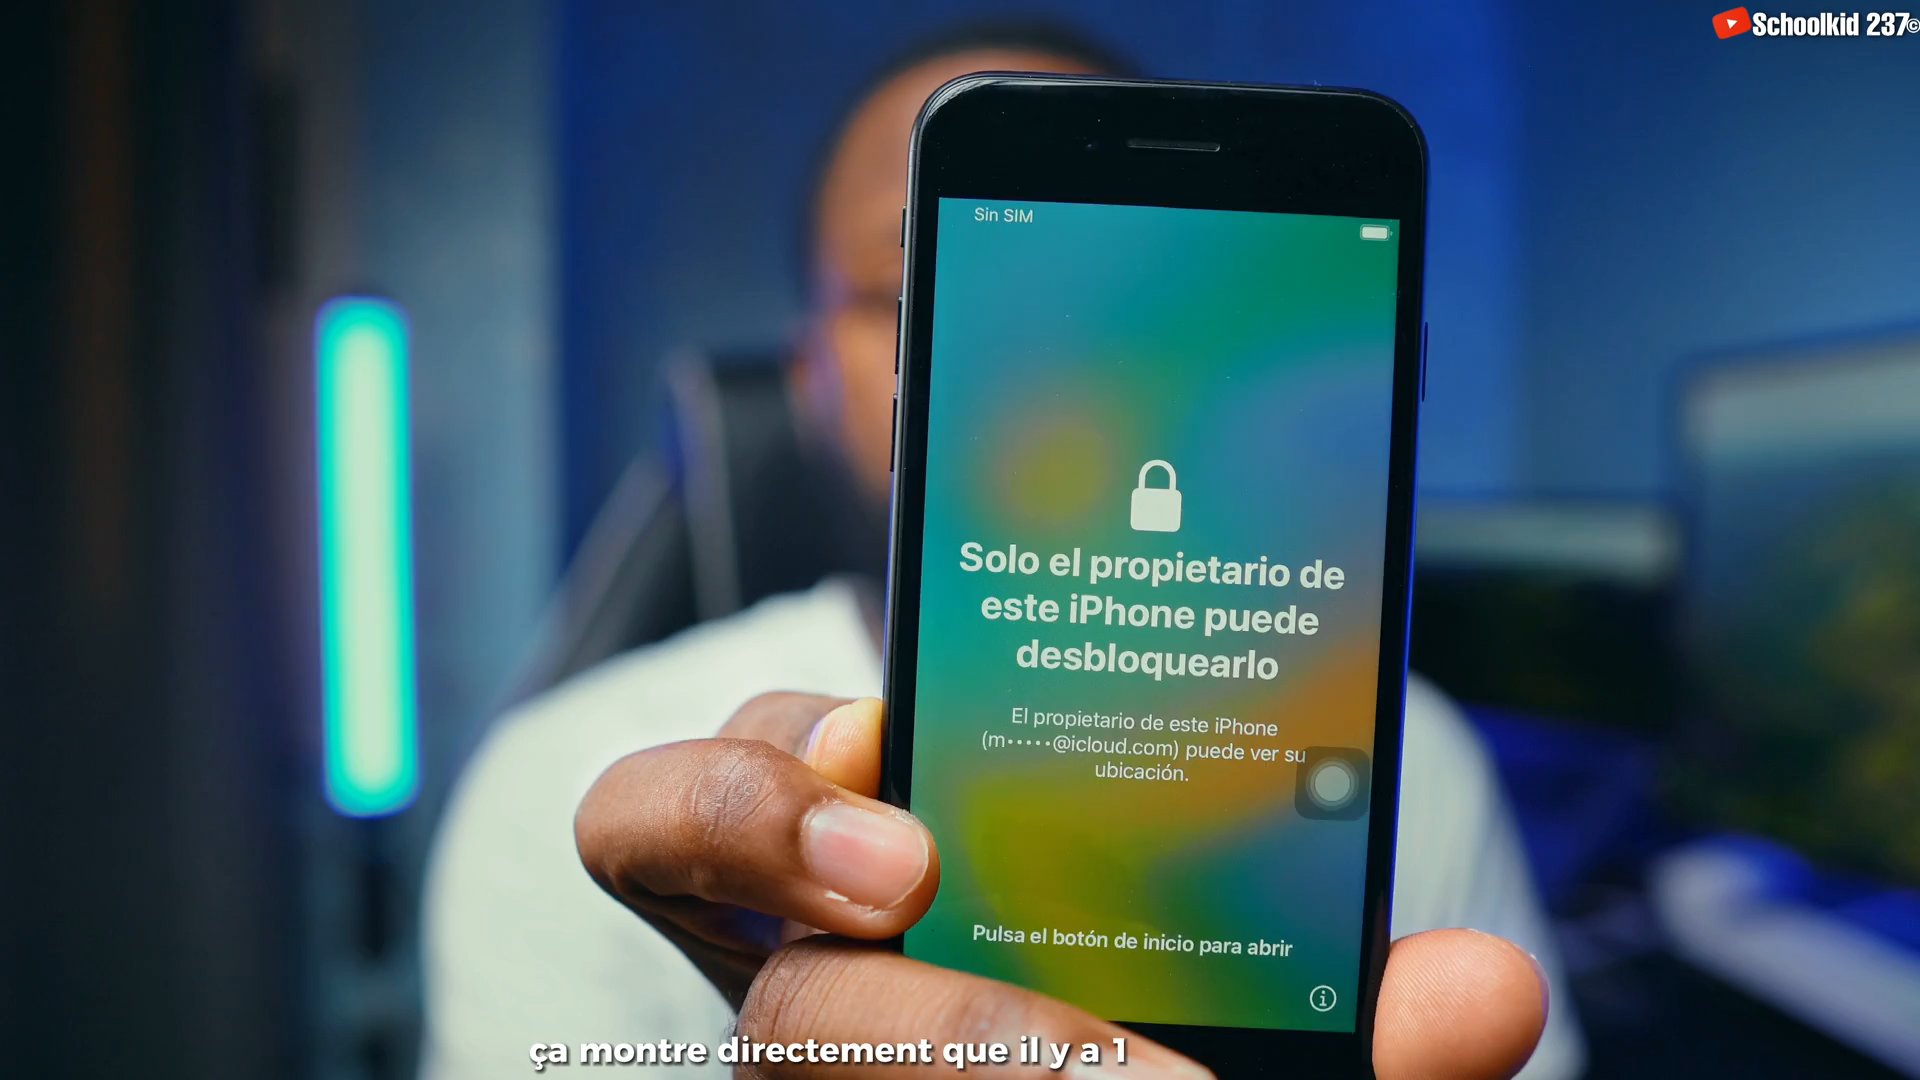 Schoolkid 237©
Sin SIM
Solo el propietario de
este iPhone puede
desbloquearlo
El propietario de este iPhone
(m•••••@icloud.com) puede ver su
ubicación.
Pulsa el botón de inicio para abrir
ça montre directement que il y a 1